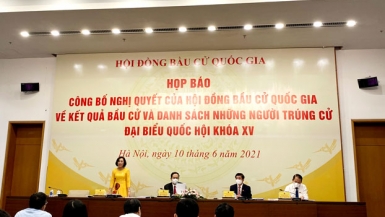 HỘI ĐỒNG BẦU CỬ QUỐC GIA
HỌP BÁO
CÔNG BỐ NGHỊ QUYẾT CỦA HỘI ĐỒNG BẦU CỬ QUỐC GIA
VỀ KẾT QUẢ BẦU CỬ VÀ DANH SÁCH NHỮNG NGƯỜI TRÚNG CỬ
ĐẠI BIỂU QUỐC HỘI KHÓA XV
Hà Nội, ngày 10 tháng 6 năm 2021